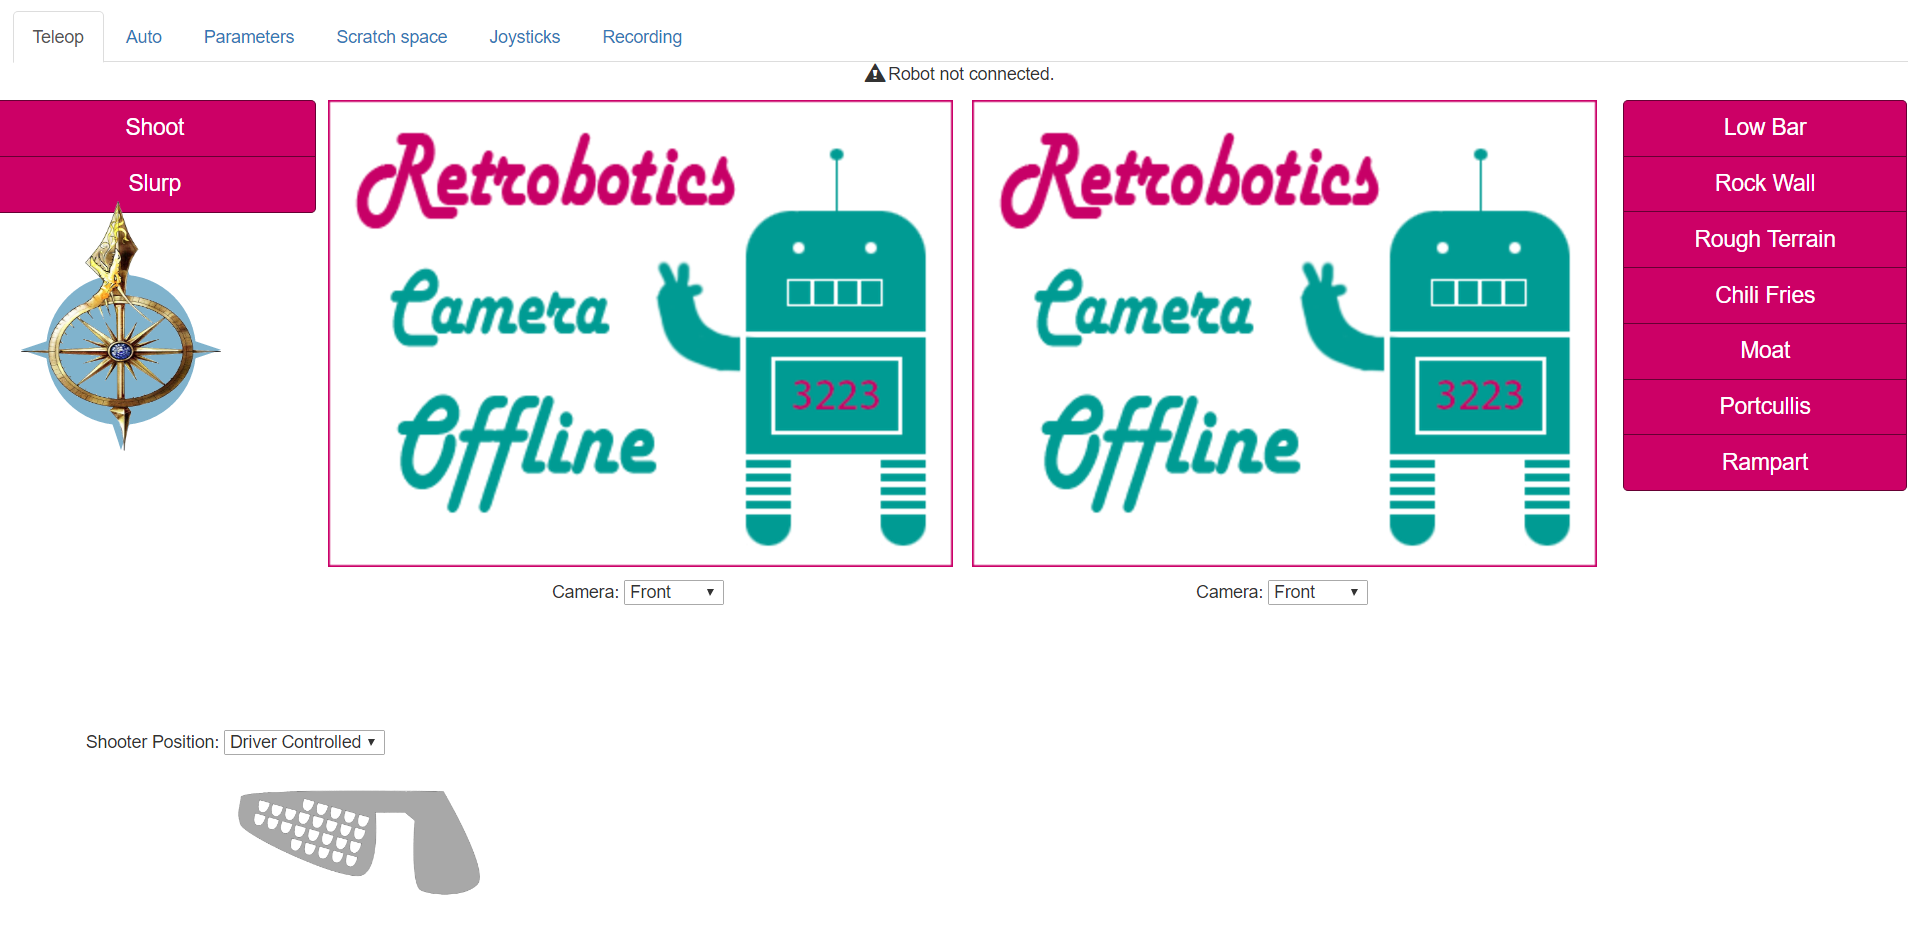 Teleop Auto Parameters Scratch space Joysticks Recording
Robot not connected.
Shoot
Slurp
Retrobotics
Camera
Offline
3223
Camera: Front
Retrobotics
Camera
Offline
3223
Camera: Front
Low Bar
Rock Wall
Rough Terrain
Chili Fries
Moat
Portcullis
Rampart
Shooter Position: Driver Controlled